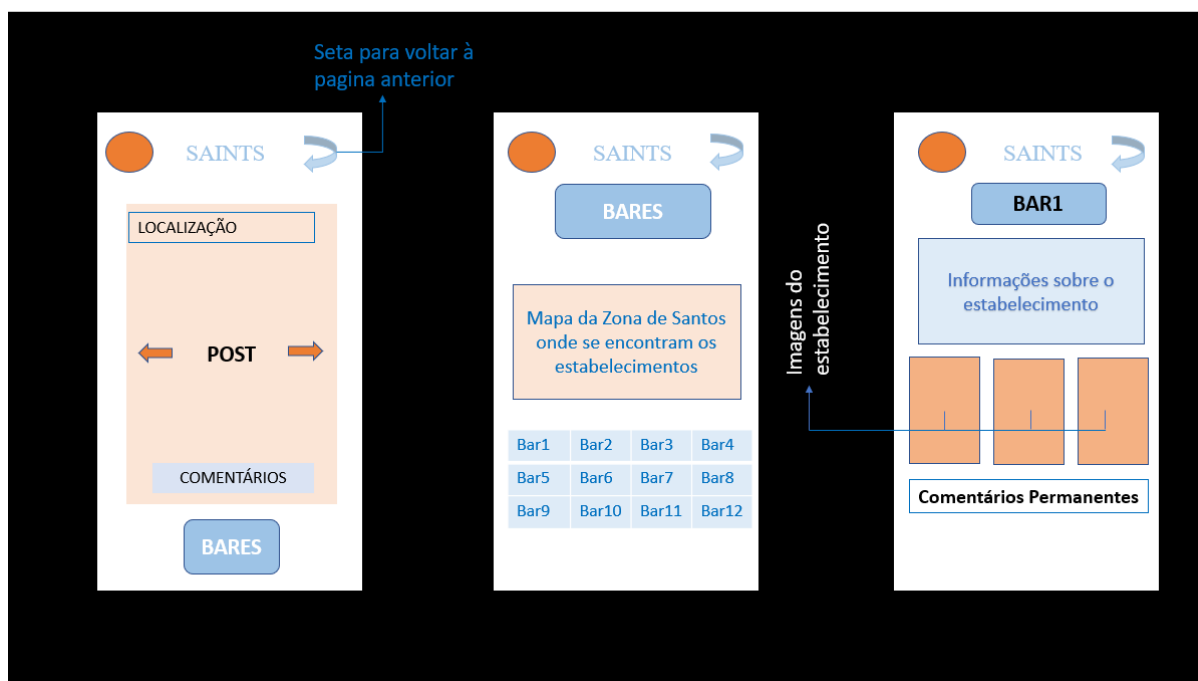 Seta para voltar à
pagina anterior
SAINTS
LOCALIZAÇÃO
POST
COMENTÁRIOS
BARES
SAINTS
BARES
Mapa da Zona de Santos
onde se encontram os
estabelecimentos
Bar1 Bar2 Bar3 Bar4
Bar5 Bar6 Bar7 Bar8
Bar9 Bar10 Bar11 Bar12
Imagens do
estabelecimento
SAINTS
BAR1
Informações sobre o
estabelecimento
Comentários Permanentes